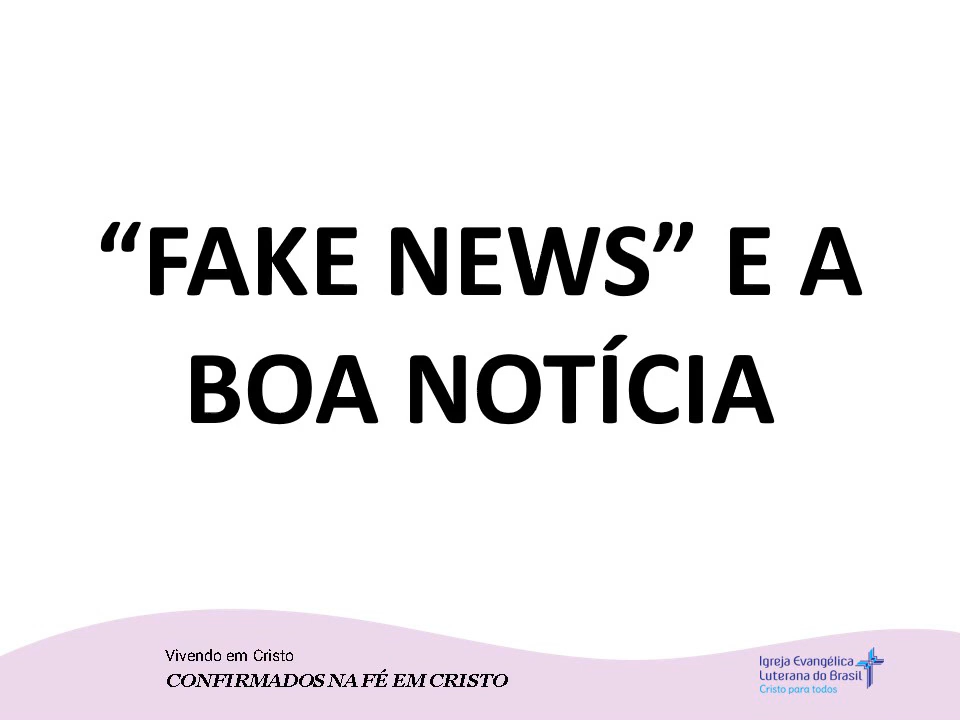 “FAKE NEWS” E A
BOA NOTÍCIA
Vivendo em Cristo
CONFIRMADOS NA FÉ EM CRISTO
Igreja Evangélica
Luterana do Brasil
Cristo para todos